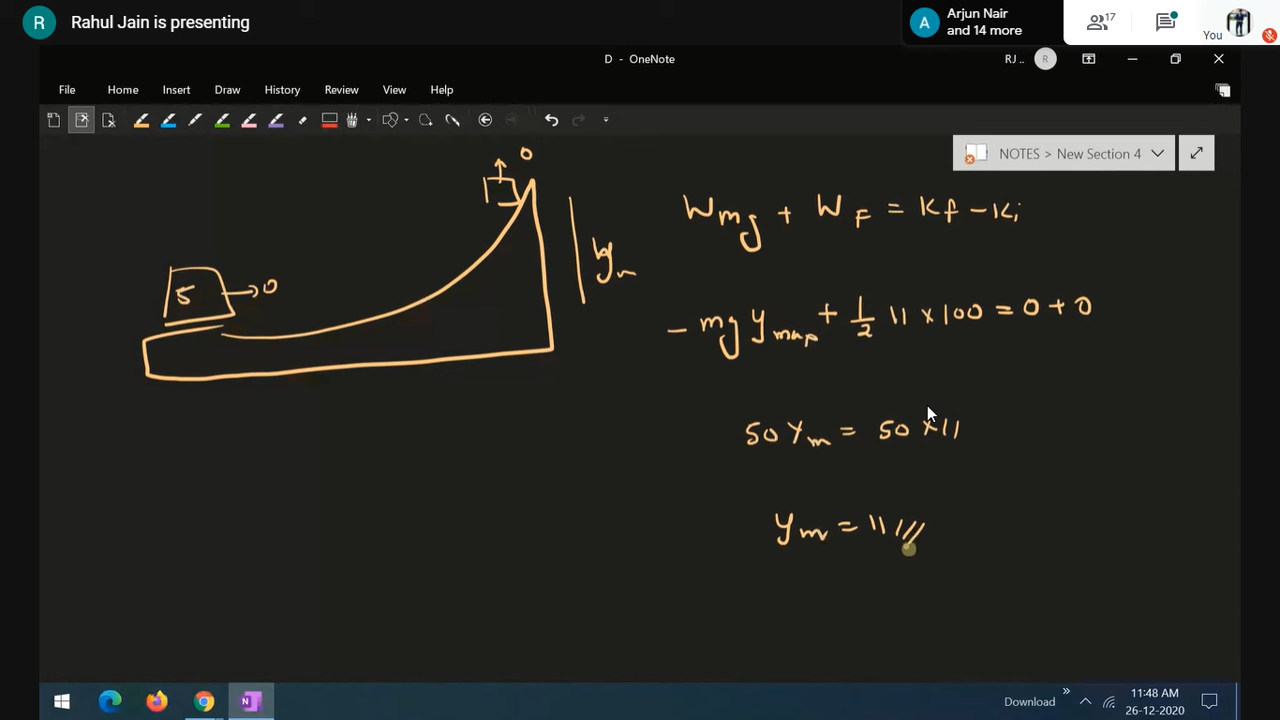 R Rahul Jain is presenting
A Arjun Nair
and 14 more
17
You
D - OneNote
RJ ..
R
File Home Insert Draw History Review View Help
NOTES > New Section 4
0
5 → 0
Wmg + WF = Kf - Ki
- mg ymax + 1/2 11 × 100 = 0 + 0
50 Ym = 50 × 11
ym = 11
Download
11:48 AM
26-12-2020